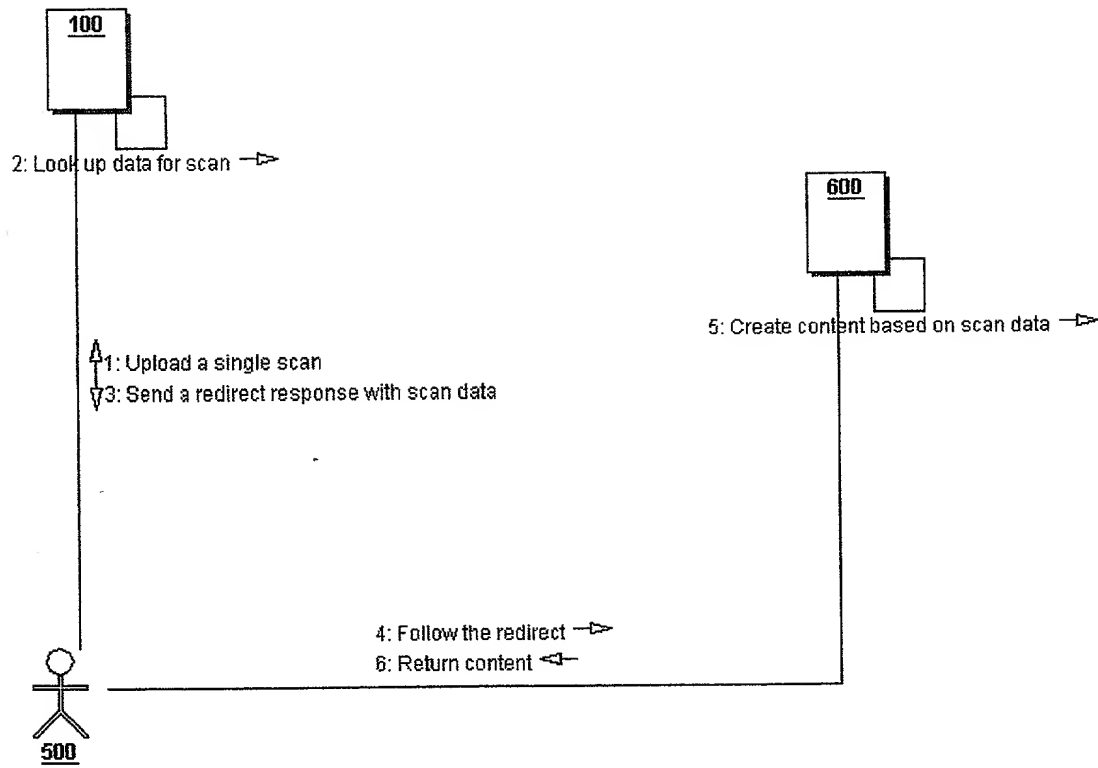 100
2: Look up data for scan
600
5: Create content based on scan data
1: Upload a single scan
3: Send a redirect response with scan data
4: Follow the redirect
6: Return content
500